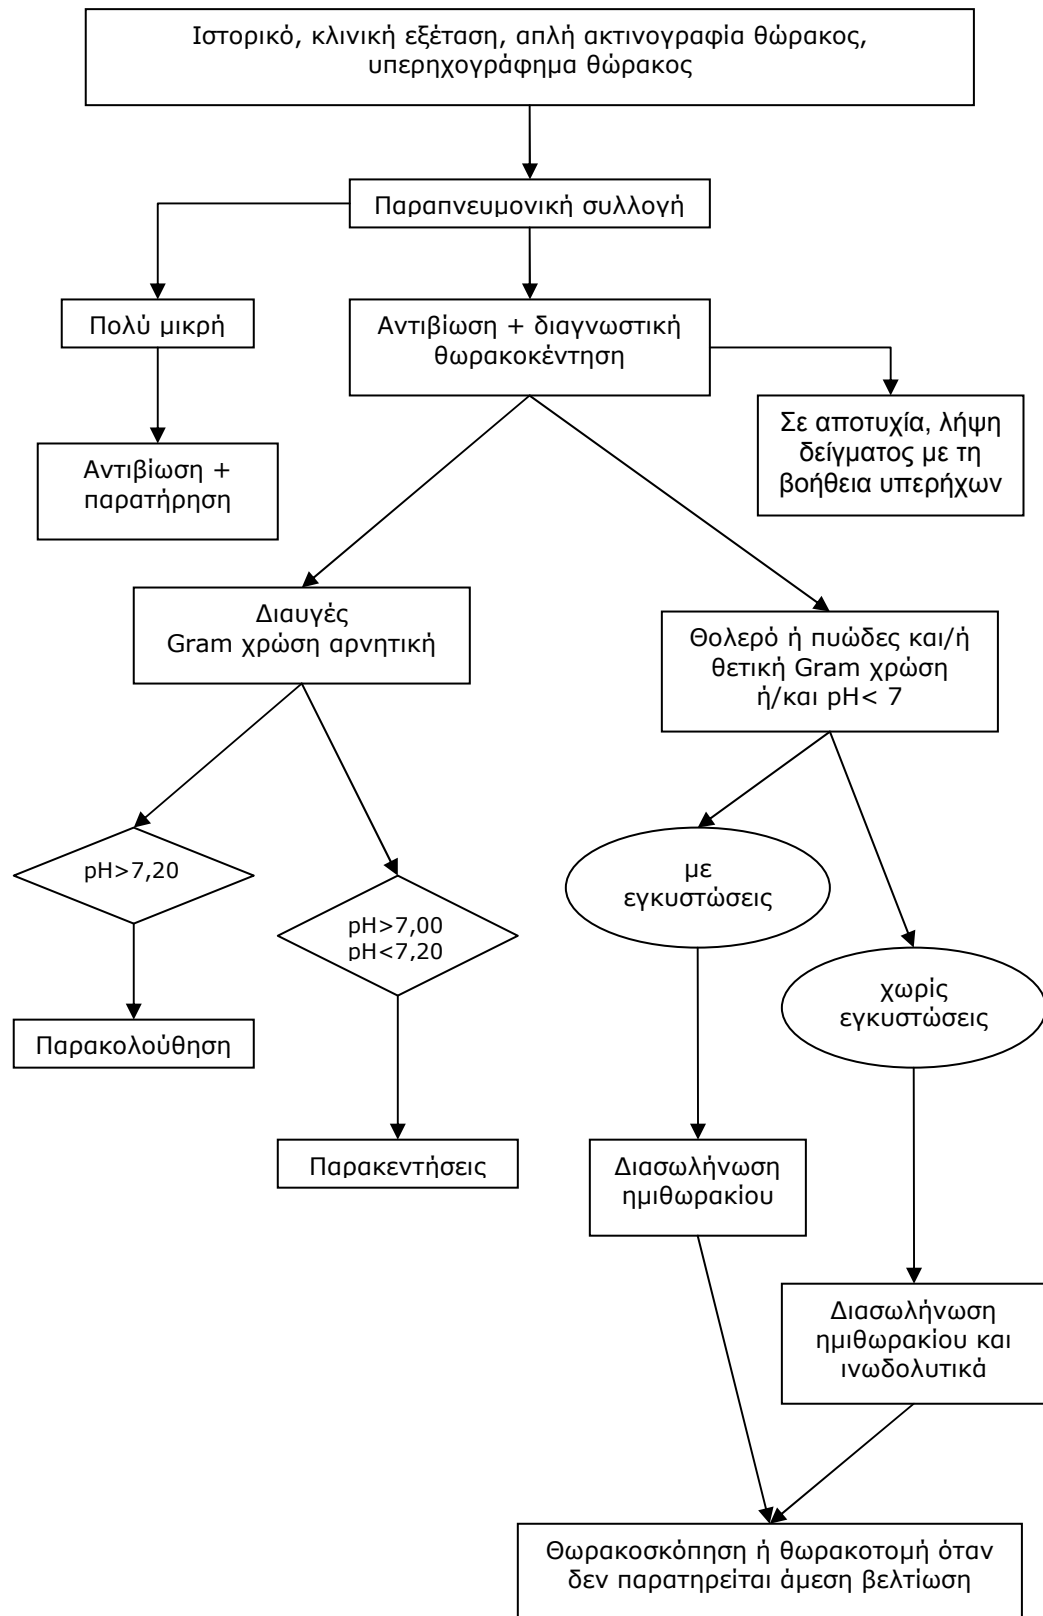 Ιστορικό, κλινική εξέταση, απλή ακτινογραφία θώρακος,
υπερηχογράφημα θώρακος
Παραπνευμονική συλλογή
Πολύ μικρή
Αντιβίωση + διαγνωστική
θωρακοκέντηση
Σε αποτυχία, λήψη
δείγματος με τη
βοήθεια υπερήχων
Αντιβίωση +
παρατήρηση
Διαυγές
Gram χρώση αρνητική
Θολερό ή πυώδες και/ή
θετική Gram χρώση
ή/και pH< 7
pH>7,20
pH>7,00
pH<7,20
με
εγκυστώσεις
χωρίς
εγκυστώσεις
Παρακολούθηση
Παρακεντήσεις
Διασωλήνωση
ημιθωρακίου
Διασωλήνωση
ημιθωρακίου και
ινωδολυτικά
Θωρακοσκόπηση ή θωρακοτομή όταν
δεν παρατηρείται άμεση βελτίωση